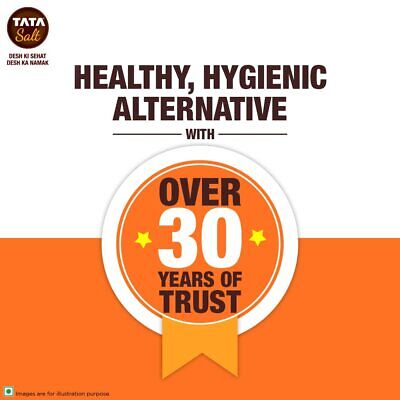 TATA
Salt
DESH KI SEHAT
DESH KA NAMAK
HEALTHY, HYGIENIC
ALTERNATIVE
WITH
OVER
30
YEARS OF
TRUST
Images are for illustration purpose